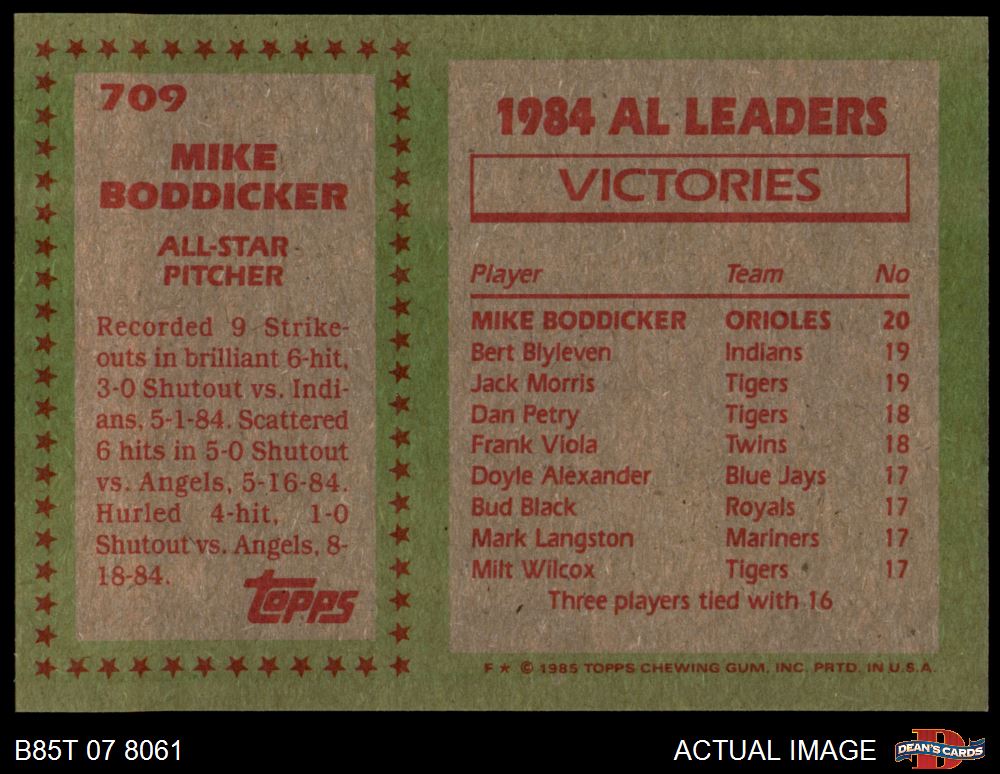 709
MIKE
BODDICKER
ALL-STAR
PITCHER
Recorded 9 Strike-
outs in brilliant 6-hit,
3-0 Shutout vs. Indi-
ans, 5-1-84. Scattered
6 hits in 5-0 Shutout
vs. Angels, 5-16-84.
Hurled 4-hit, 1-0
Shutout vs. Angels, 8-
18-84.
topps
1984 AL LEADERS
VICTORIES
Player Team No
MIKE BODDICKER ORIOLES 20
Bert Blyleven Indians 19
Jack Morris Tigers 19
Dan Petry Tigers 18
Frank Viola Twins 18
Doyle Alexander Blue Jays 17
Bud Black Royals 17
Mark Langston Mariners 17
Milt Wilcox Tigers 17
Three players tied with 16
F ★ © 1985 TOPPS CHEWING GUM, INC. PRTD. IN U.S.A.
B85T 07 8061
ACTUAL IMAGE
D
DEAN'S CARDS